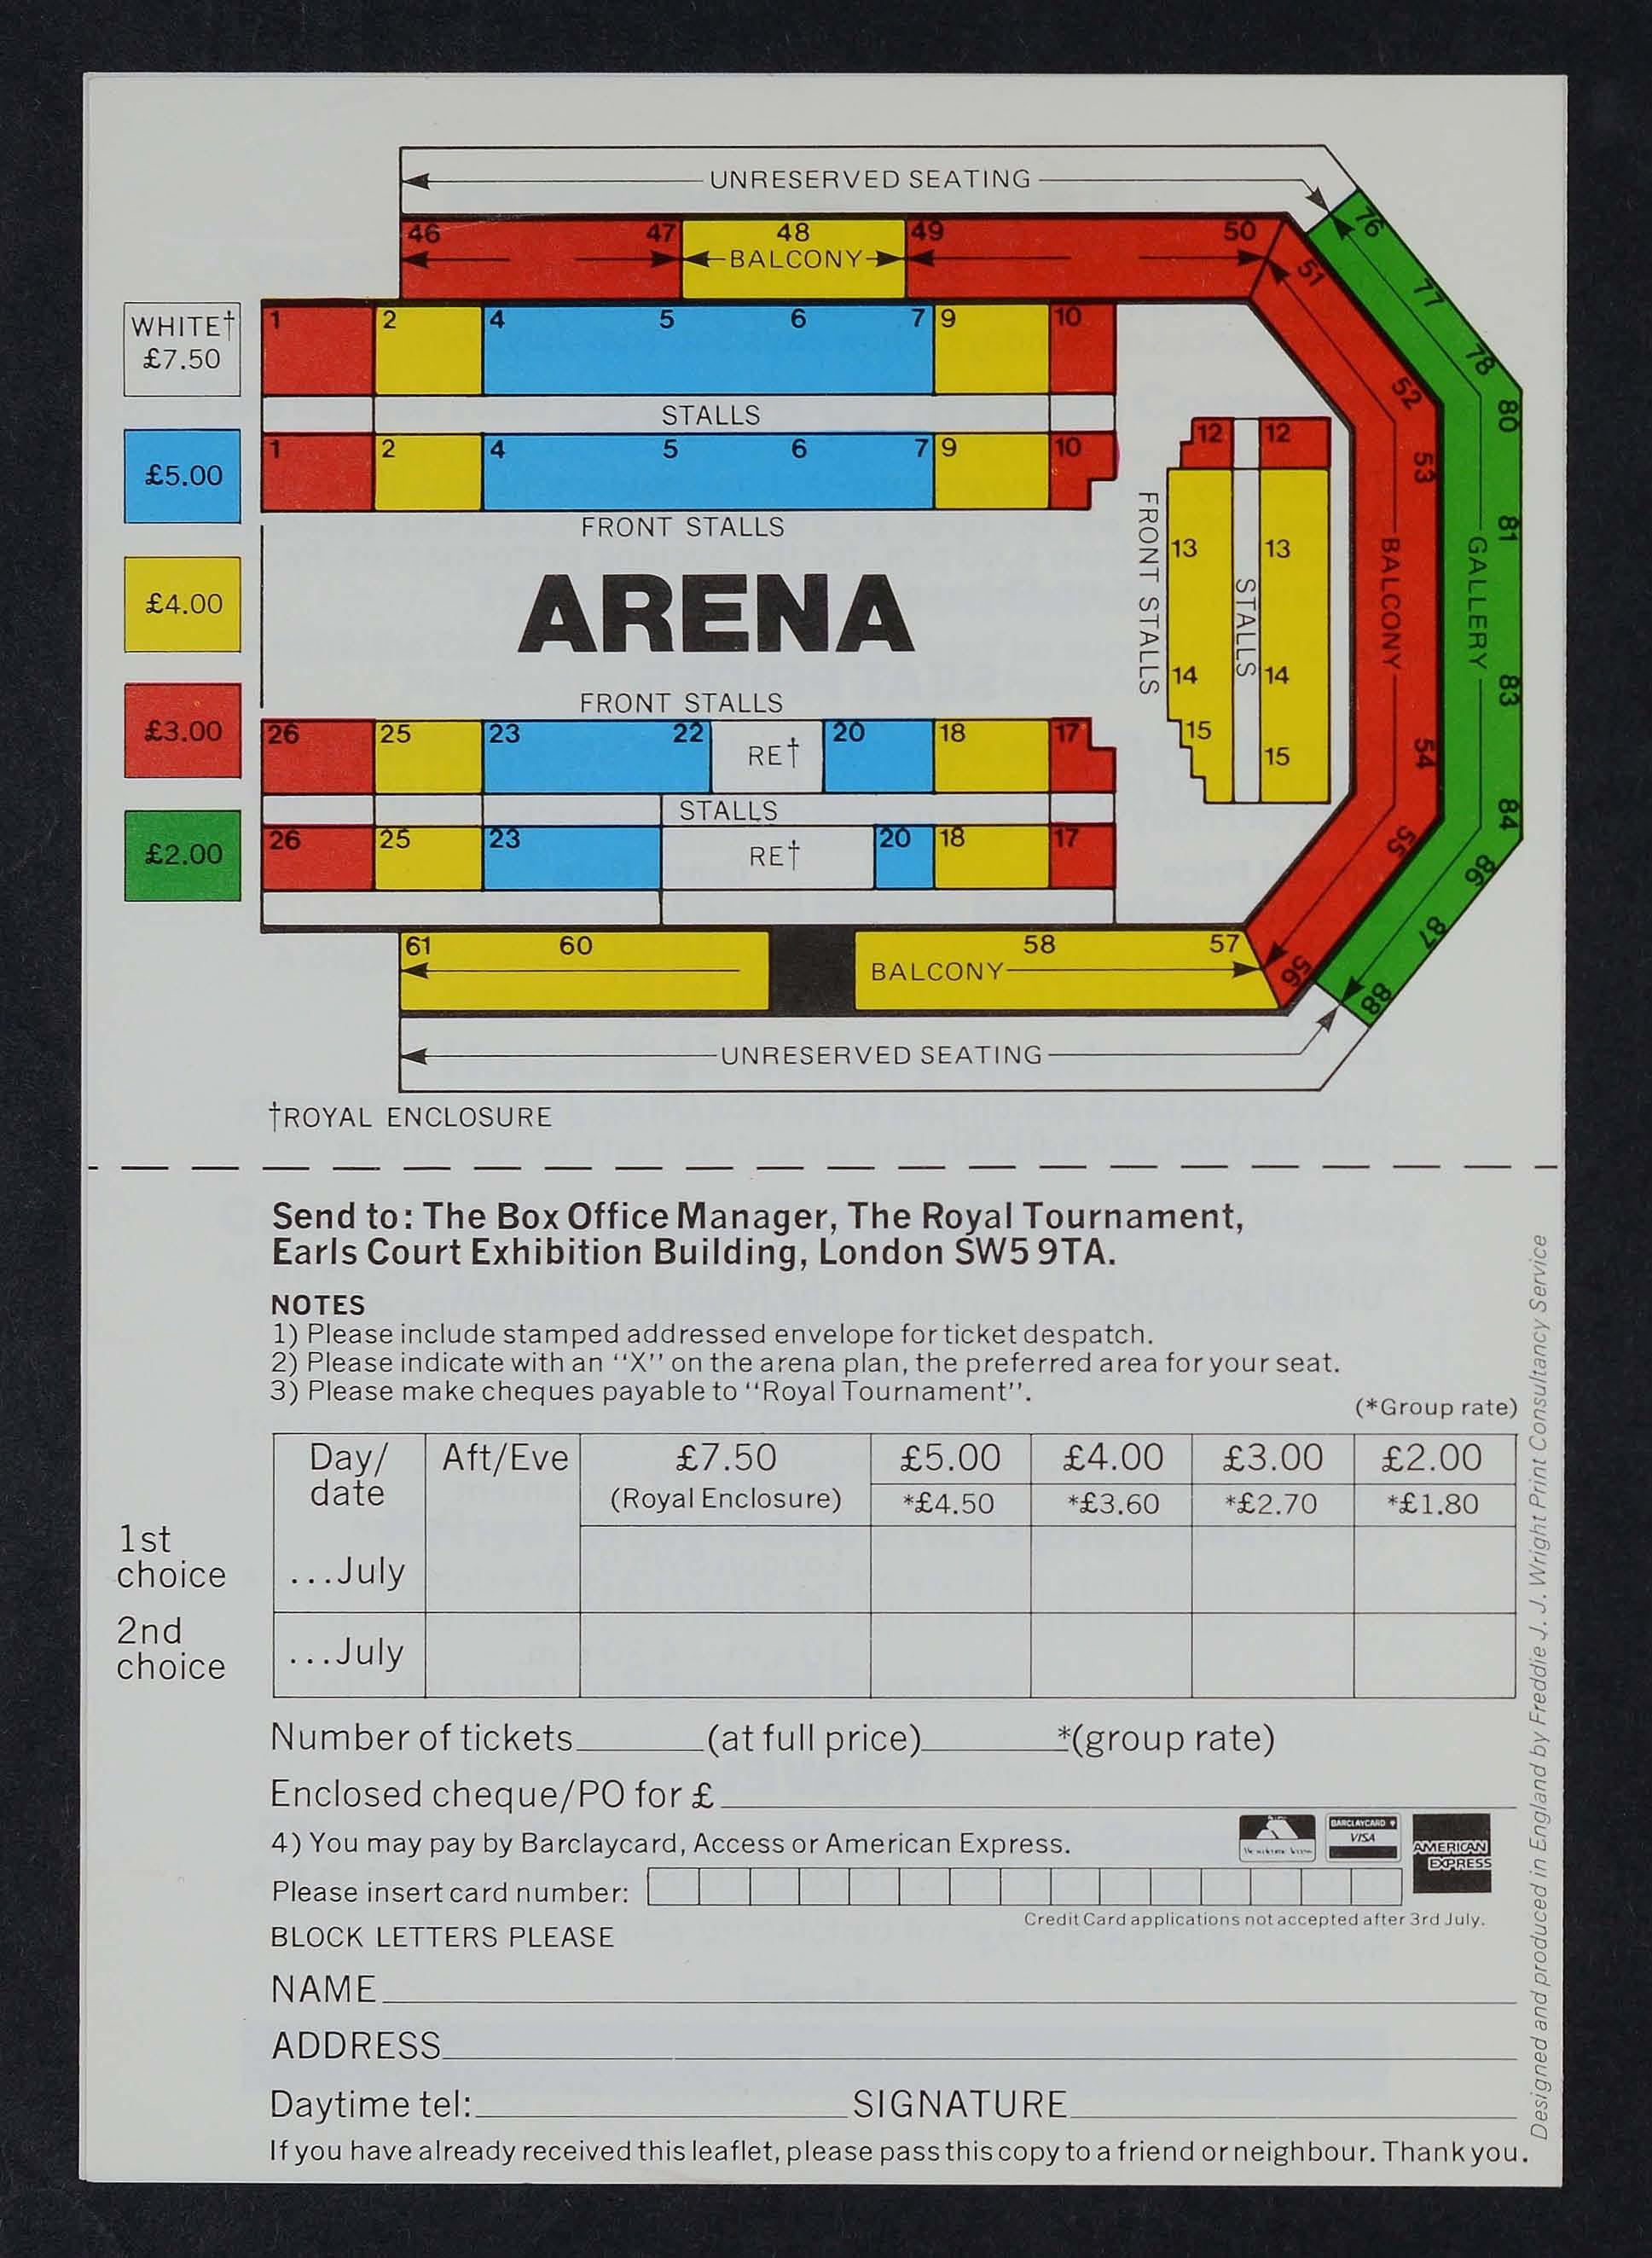 UNRESERVED SEATING
46 47 48 49 50
BALCONY
51 52 53 54 55 56
BALCONY
76 77 78 80 81 83 84 86 87 88
GALLERY
WHITE†
£7.50
£5.00
£4.00
£3.00
£2.00
1 2 4 5 6 7 9 10
STALLS
1 2 4 5 6 7 9 10
FRONT STALLS
ARENA
12 12
13 13
14 14
15 15
FRONT STALLS
STALLS
FRONT STALLS
26 25 23 22 RE† 20 18 17
STALLS
26 25 23 RE† 20 18 17
61 60 58 57
BALCONY
UNRESERVED SEATING
†ROYAL ENCLOSURE
Send to: The Box Office Manager, The Royal Tournament,
Earls Court Exhibition Building, London SW5 9TA.
NOTES
1) Please include stamped addressed envelope for ticket despatch.
2) Please indicate with an "X" on the arena plan, the preferred area for your seat.
3) Please make cheques payable to "Royal Tournament".
(*Group rate)
Day/ Aft/Eve £7.50 £5.00 £4.00 £3.00 £2.00
date (Royal Enclosure) *£4.50 *£3.60 *£2.70 *£1.80
1st
choice ...July
2nd
choice ...July
Number of tickets (at full price) *(group rate)
Enclosed cheque/PO for £
4) You may pay by Barclaycard, Access or American Express.
BARCLAYCARD
VISA
AMERICAN
EXPRESS
Please insert card number:
Credit Card applications not accepted after 3rd July.
BLOCK LETTERS PLEASE
NAME
ADDRESS
Daytime tel: SIGNATURE
If you have already received this leaflet, please pass this copy to a friend or neighbour. Thank you.
Designed and produced in England by Freddie J. J. Wright Print Consultancy Service